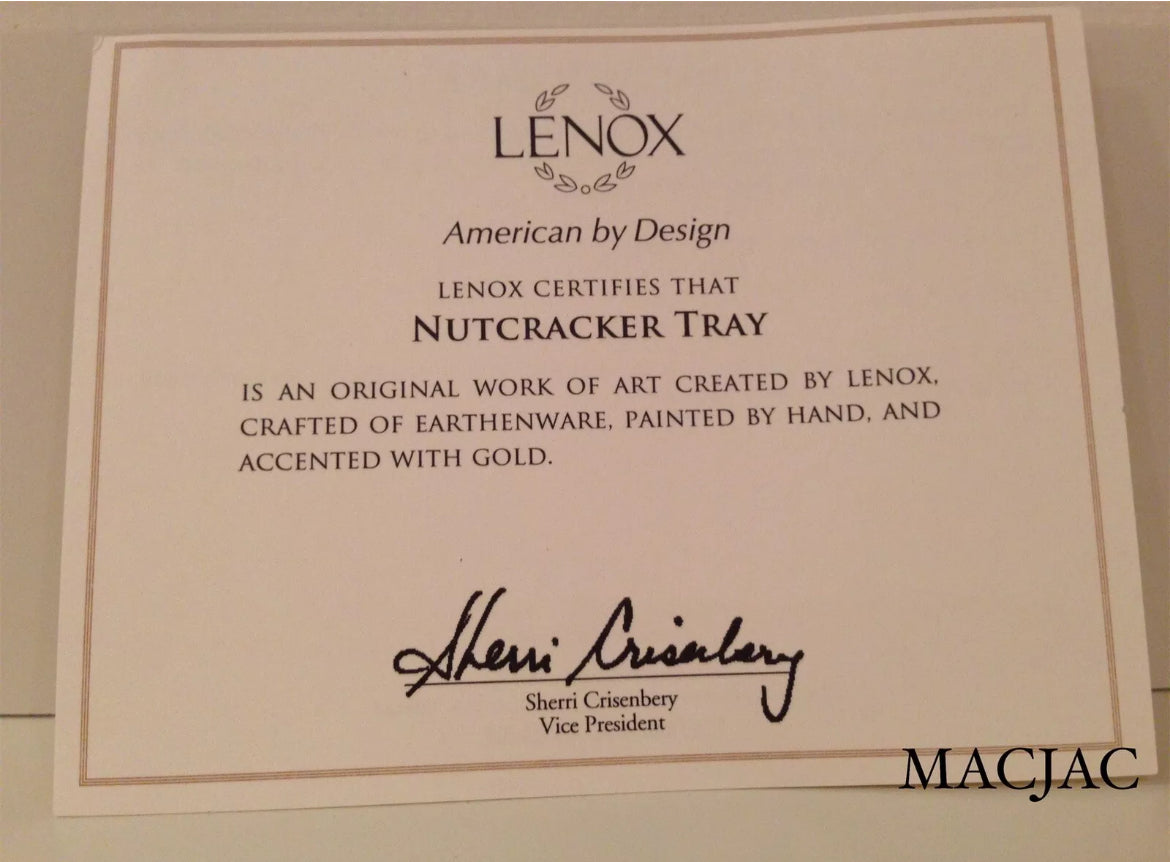 LENOX
American by Design
LENOX CERTIFIES THAT
NUTCRACKER TRAY
IS AN ORIGINAL WORK OF ART CREATED BY LENOX,
CRAFTED OF EARTHENWARE, PAINTED BY HAND, AND
ACCENTED WITH GOLD.
Sherri Crisenbery
Sherri Crisenbery
Vice President
MACJAC